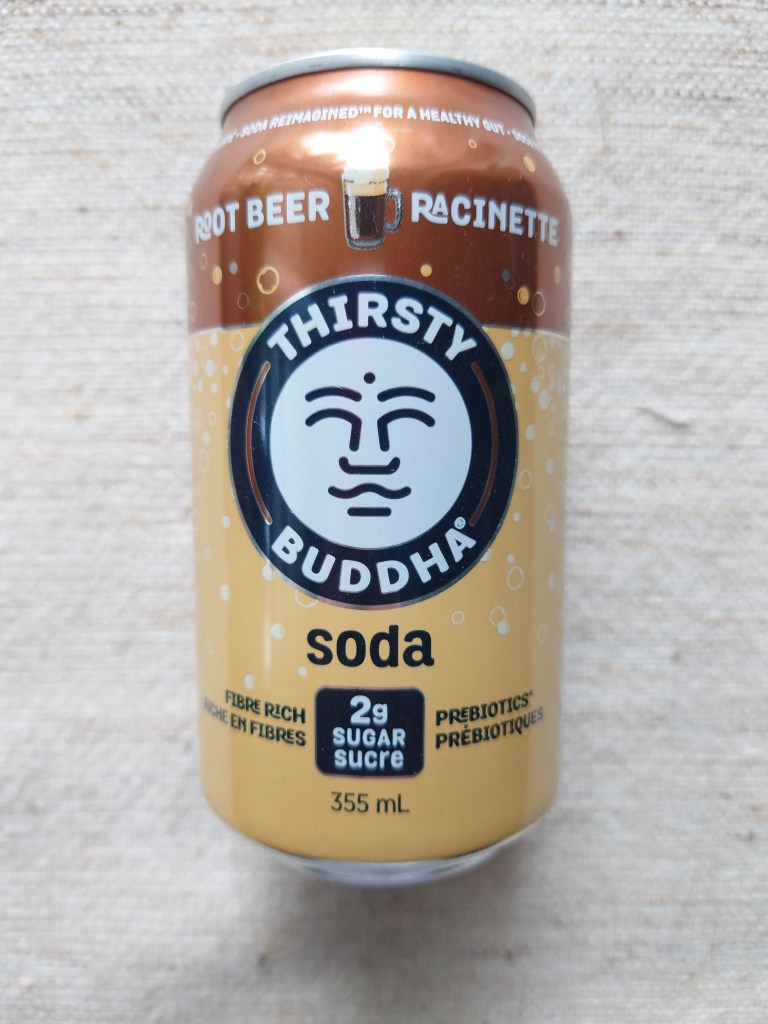 SODA REIMAGINED™ FOR A HEALTHY GUT
ROOT BEER RACINETTE
THIRSTY
BUDDHA®
soda
FIBRE RICH
EN FIBRES
2g
SUGAR
sucre
PREBIOTICS*
PRÉBIOTIQUES
355 mL